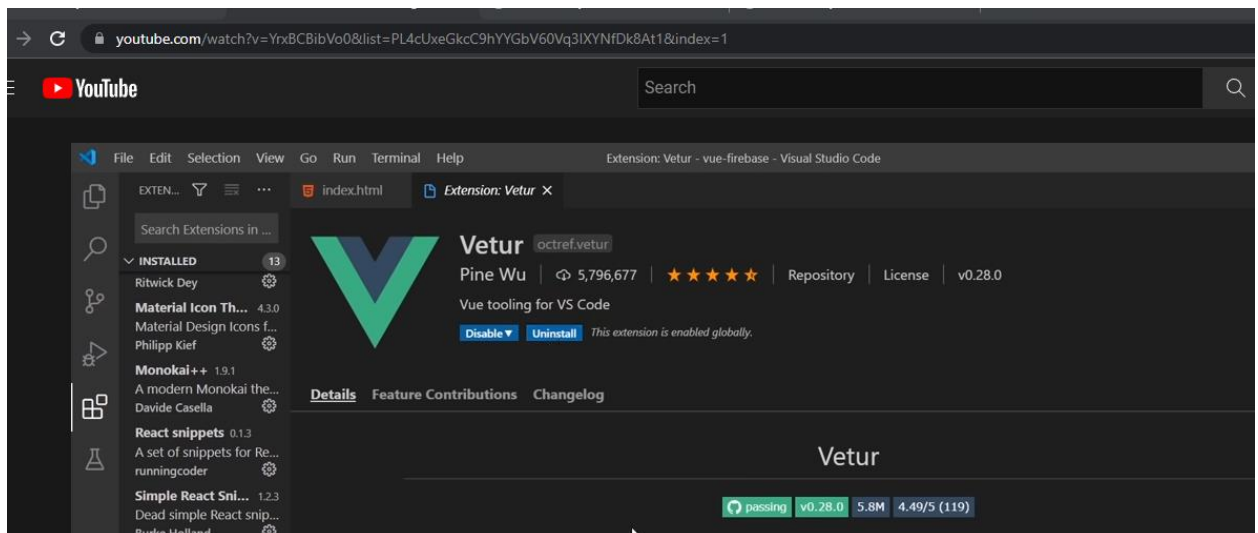 youtube.com/watch?v=YrxBCBibVo0&list=PL4cUxeGkcC9hYYGbV60Vq3IXYNfDk8At1&index=1
YouTube
Search
File Edit Selection View Go Run Terminal Help
Extension: Vetur - vue-firebase - Visual Studio Code
EXTEN...
index.html
Extension: Vetur
Search Extensions in ...
INSTALLED 13
Ritwick Dey
Material Icon Th... 4.3.0
Material Design Icons f...
Philipp Kief
Monokai++ 1.9.1
A modern Monokai the...
Davide Casella
React snippets 0.1.3
A set of snippets for Re...
runningcoder
Simple React Sni... 1.2.3
Dead simple React snip...
Burke Holland
Vetur octref.vetur
Pine Wu 5,796,677 Repository License v0.28.0
Vue tooling for VS Code
Disable Uninstall This extension is enabled globally.
Details Feature Contributions Changelog
Vetur
passing v0.28.0 5.8M 4.49/5 (119)